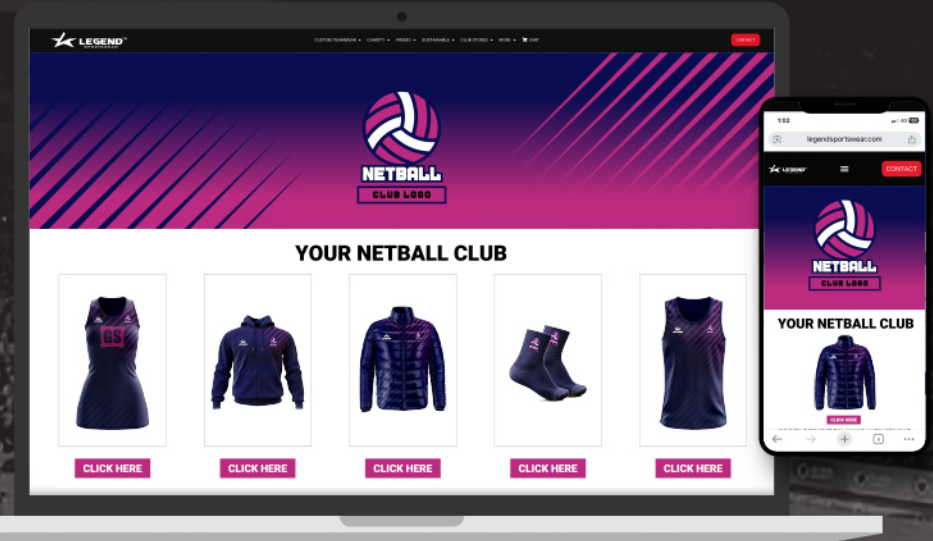 LEGEND
SPORTSWEAR
CUSTOM TEAMWEAR CHARITY PROMO SUSTAINABLE CLUB STORES MORE CART
CONTACT
NETBALL
CLUB LOGO
YOUR NETBALL CLUB
GS
CLICK HERE
CLICK HERE
CLICK HERE
CLICK HERE
CLICK HERE
1:02
4G
legendsportswear.com
LEGEND
CONTACT
NETBALL
CLUB LOGO
YOUR NETBALL CLUB
CLICK HERE